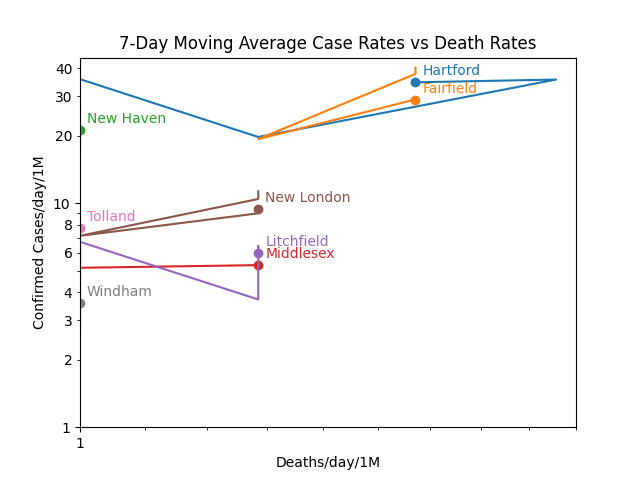 7-Day Moving Average Case Rates vs Death Rates
40
30
20
10
8
6
4
3
2
1
Confirmed Cases/day/1M
Hartford
Fairfield
New Haven
New London
Tolland
Litchfield
Middlesex
Windham
1
Deaths/day/1M